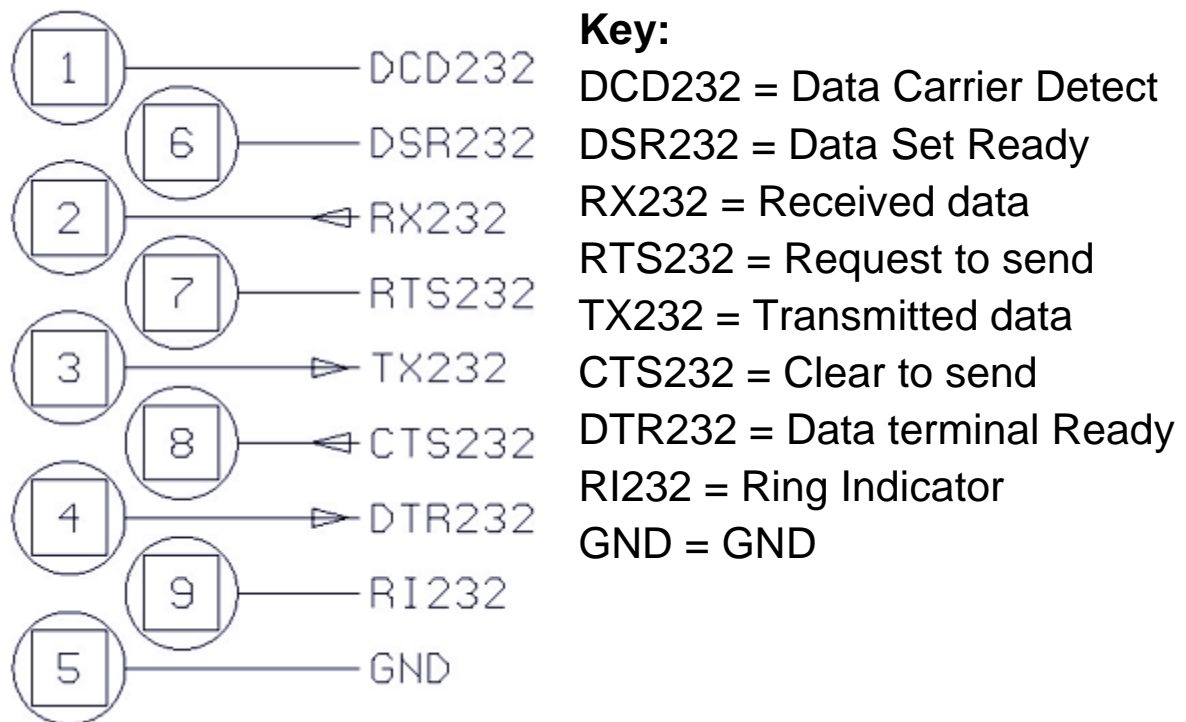 1 DCD232
6 DSR232
2 RX232
7 RTS232
3 TX232
8 CTS232
4 DTR232
9 RI232
5 GND
Key:
DCD232 = Data Carrier Detect
DSR232 = Data Set Ready
RX232 = Received data
RTS232 = Request to send
TX232 = Transmitted data
CTS232 = Clear to send
DTR232 = Data terminal Ready
RI232 = Ring Indicator
GND = GND